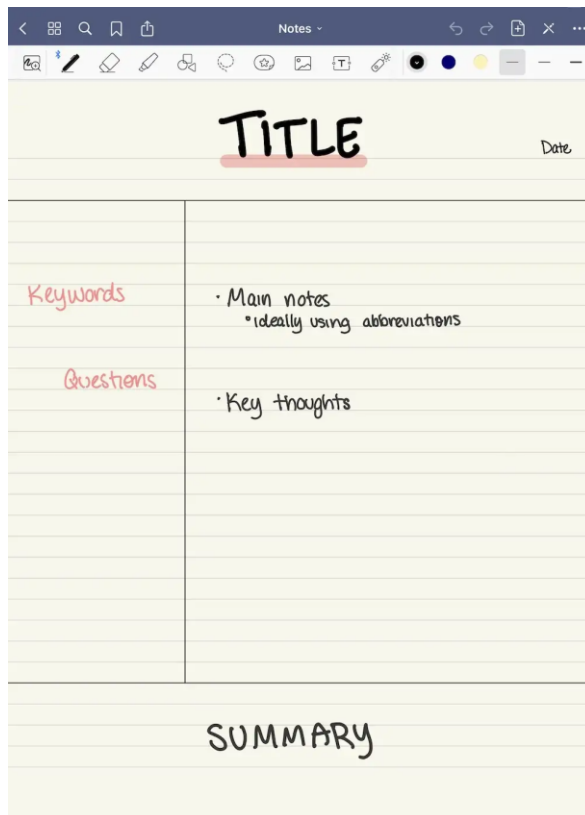 Notes
TITLE
Date
Keywords
· Main notes
• ideally using abbreviations
Questions
· Key thoughts
SUMMARY